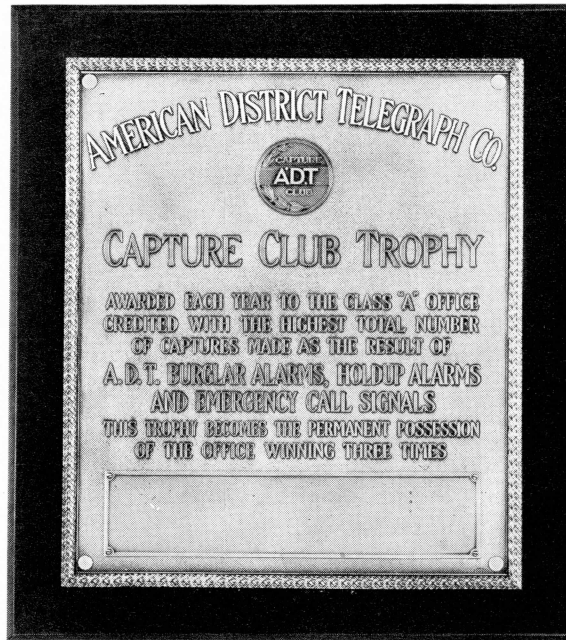 AMERICAN DISTRICT TELEGRAPH CO.
CAPTURE
A.D.T.
CLUB
CAPTURE CLUB TROPHY
AWARDED EACH YEAR TO THE CLASS "A" OFFICE
CREDITED WITH THE HIGHEST TOTAL NUMBER
OF CAPTURES MADE AS THE RESULT OF
A.D.T. BURGLAR ALARMS, HOLDUP ALARMS
AND EMERGENCY CALL SIGNALS
THIS TROPHY BECOMES THE PERMANENT POSSESSION
OF THE OFFICE WINNING THREE TIMES